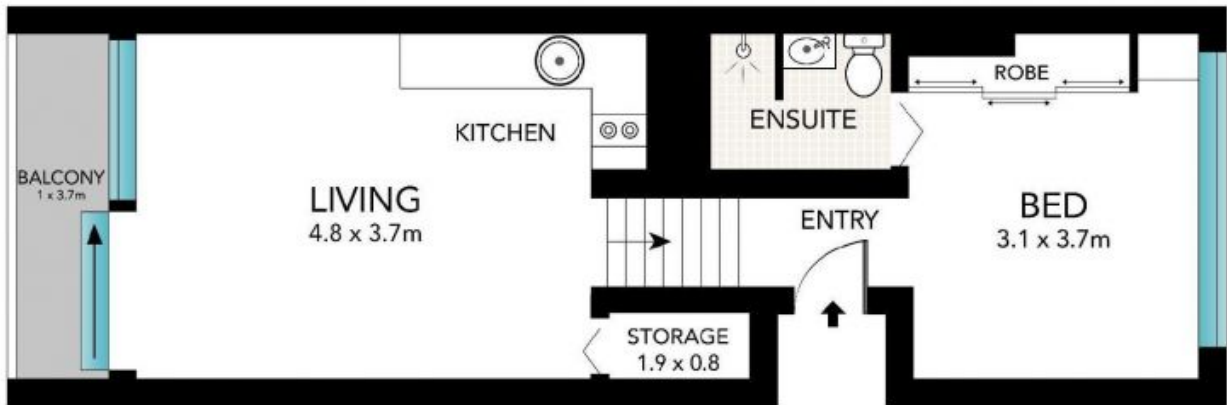 BALCONY
1 x 3.7m
KITCHEN
LIVING
4.8 x 3.7m
STORAGE
1.9 x 0.8
ENSUITE
ENTRY
ROBE
BED
3.1 x 3.7m